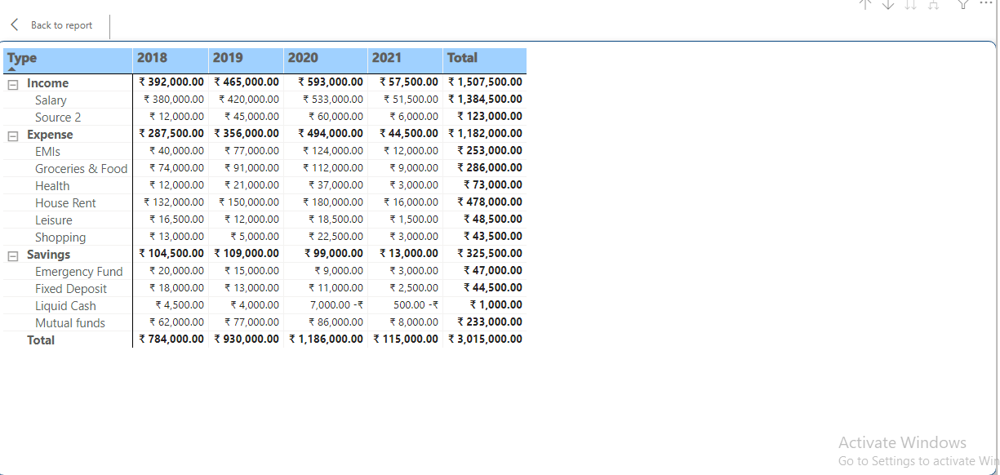 Back to report
Type 2018 2019 2020 2021 Total
Income ₹ 392,000.00 ₹ 465,000.00 ₹ 593,000.00 ₹ 57,500.00 ₹ 1,507,500.00
Salary ₹ 380,000.00 ₹ 420,000.00 ₹ 533,000.00 ₹ 51,500.00 ₹ 1,384,500.00
Source 2 ₹ 12,000.00 ₹ 45,000.00 ₹ 60,000.00 ₹ 6,000.00 ₹ 123,000.00
Expense ₹ 287,500.00 ₹ 356,000.00 ₹ 494,000.00 ₹ 44,500.00 ₹ 1,182,000.00
EMIs ₹ 40,000.00 ₹ 77,000.00 ₹ 124,000.00 ₹ 12,000.00 ₹ 253,000.00
Groceries & Food ₹ 74,000.00 ₹ 91,000.00 ₹ 112,000.00 ₹ 9,000.00 ₹ 286,000.00
Health ₹ 12,000.00 ₹ 21,000.00 ₹ 37,000.00 ₹ 3,000.00 ₹ 73,000.00
House Rent ₹ 132,000.00 ₹ 150,000.00 ₹ 180,000.00 ₹ 16,000.00 ₹ 478,000.00
Leisure ₹ 16,500.00 ₹ 12,000.00 ₹ 18,500.00 ₹ 1,500.00 ₹ 48,500.00
Shopping ₹ 13,000.00 ₹ 5,000.00 ₹ 22,500.00 ₹ 3,000.00 ₹ 43,500.00
Savings ₹ 104,500.00 ₹ 109,000.00 ₹ 99,000.00 ₹ 13,000.00 ₹ 325,500.00
Emergency Fund ₹ 20,000.00 ₹ 15,000.00 ₹ 9,000.00 ₹ 3,000.00 ₹ 47,000.00
Fixed Deposit ₹ 18,000.00 ₹ 13,000.00 ₹ 11,000.00 ₹ 2,500.00 ₹ 44,500.00
Liquid Cash ₹ 4,500.00 ₹ 4,000.00 7,000.00 -₹ 500.00 -₹ ₹ 1,000.00
Mutual funds ₹ 62,000.00 ₹ 77,000.00 ₹ 86,000.00 ₹ 8,000.00 ₹ 233,000.00
Total ₹ 784,000.00 ₹ 930,000.00 ₹ 1,186,000.00 ₹ 115,000.00 ₹ 3,015,000.00
Activate Windows
Go to Settings to activate Win